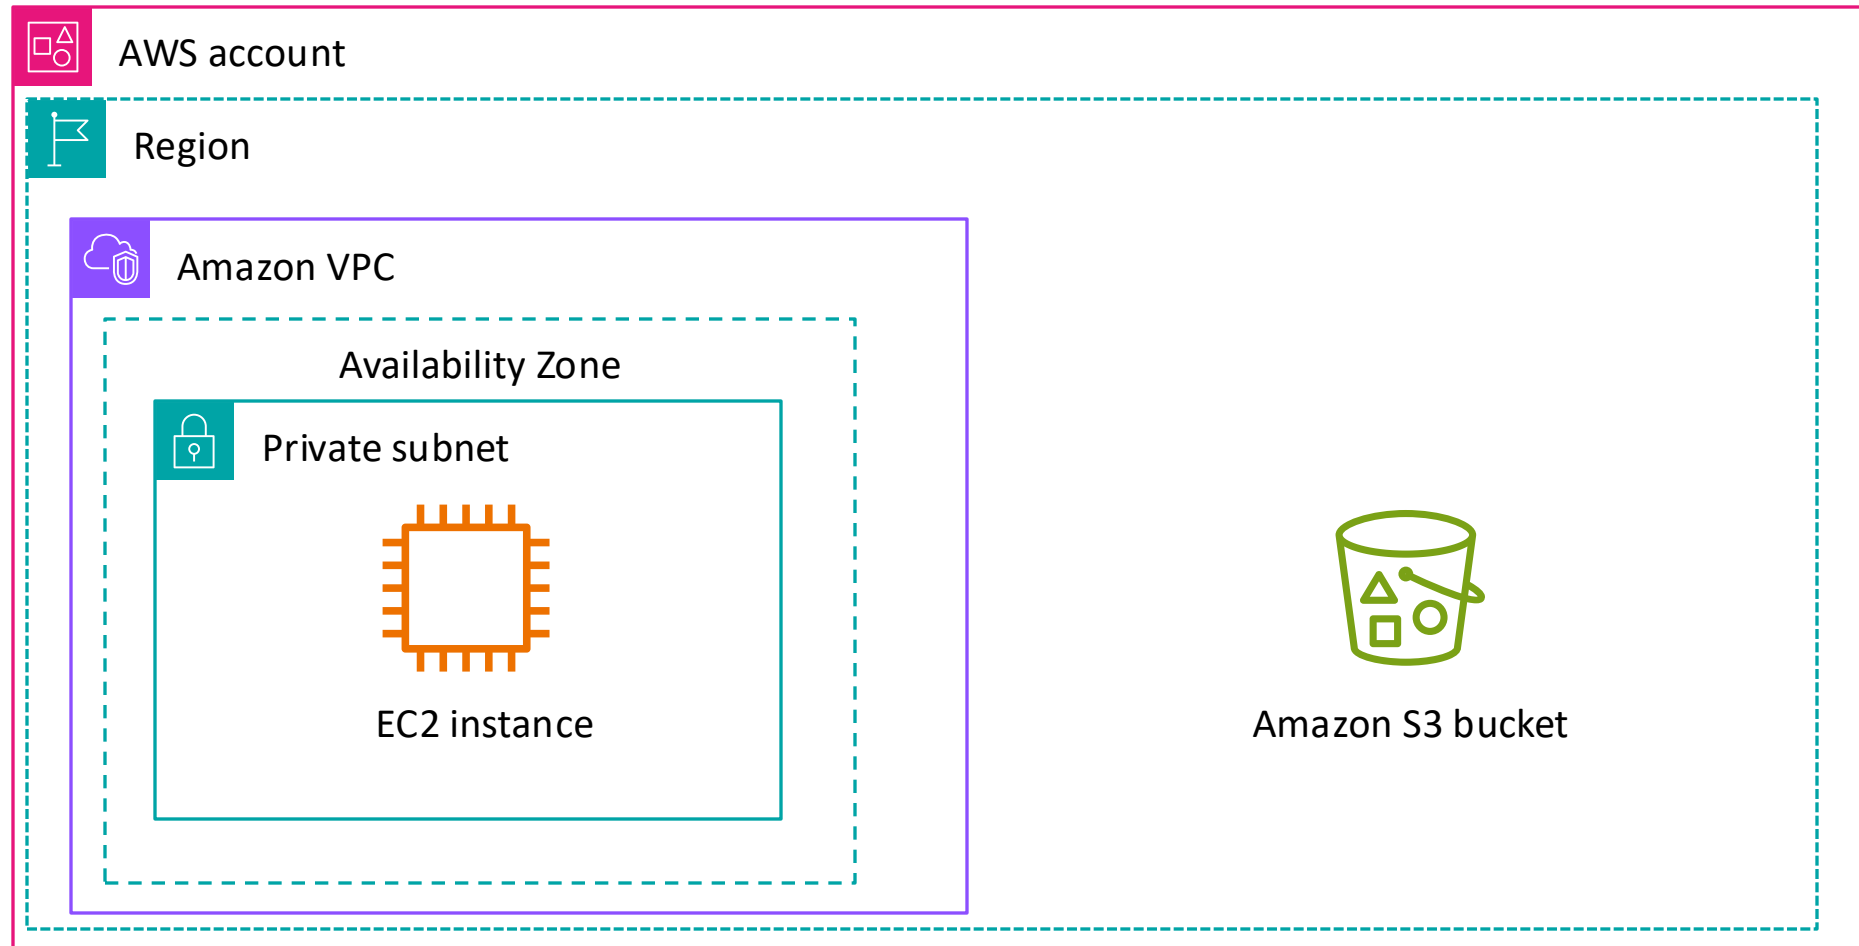 AWS account
Region
Amazon VPC
Availability Zone
Private subnet
EC2 instance
Amazon S3 bucket